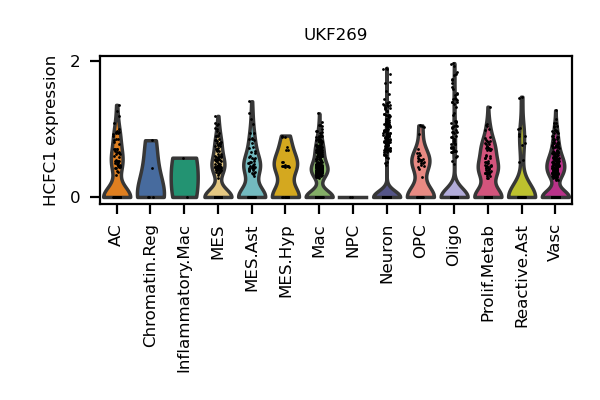 UKF269
HCFC1 expression
2
0
AC
Chromatin.Reg
Inflammatory.Mac
MES
MES.Ast
MES.Hyp
Mac
NPC
Neuron
OPC
Oligo
Prolif.Metab
Reactive.Ast
Vasc